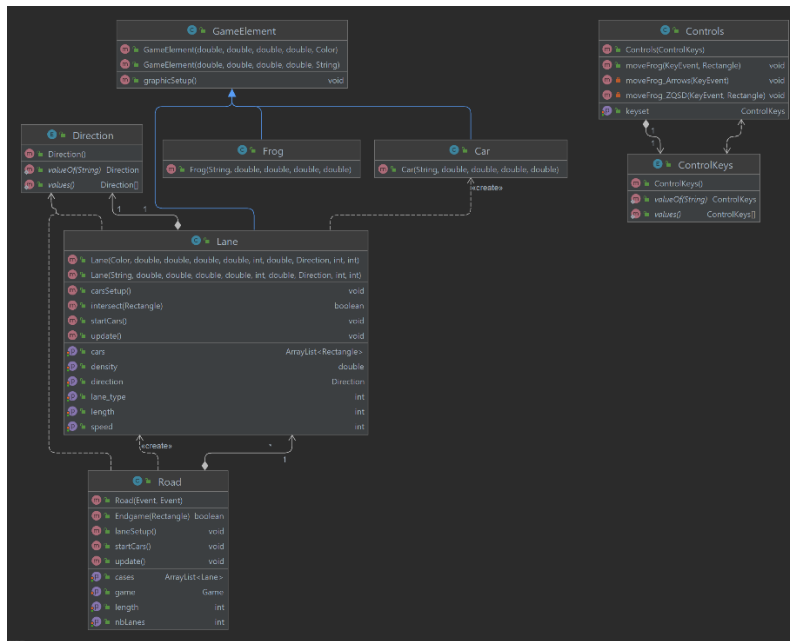 GameElement
GameElement(double, double, double, double, Color)
GameElement(double, double, double, double, String)
graphicSetup() void
Controls
Controls(ControlKeys)
moveFrog(KeyEvent, Rectangle) void
moveFrog_Arrows(KeyEvent)
moveFrog_ZQSD(KeyEvent, Rectangle) void
keyset ControlKeys
Direction
Direction()
valueOf(String) Direction
values() Direction[]
Frog
Frog(String, double, double, double, double)
Car
Car(String, double, double, double, double)
1
1
ControlKeys
ControlKeys()
valueOf(String) ControlKeys
values() ControlKeys[]
«create»
1 1
Lane
Lane(Color, double, double, double, double, int, double, Direction, int, int)
Lane(String, double, double, double, double, int, double, Direction, int, int)
carsSetup() void
intersect(Rectangle) boolean
startCars() void
update() void
cars ArrayList<Rectangle>
density double
direction Direction
lane_type int
length int
speed int
«create»
*
1
Road
Road(Event, Event)
Endgame(Rectangle) boolean
laneSetup() void
startCars() void
update() void
cases ArrayList<Lane>
game Game
length int
nbLanes int